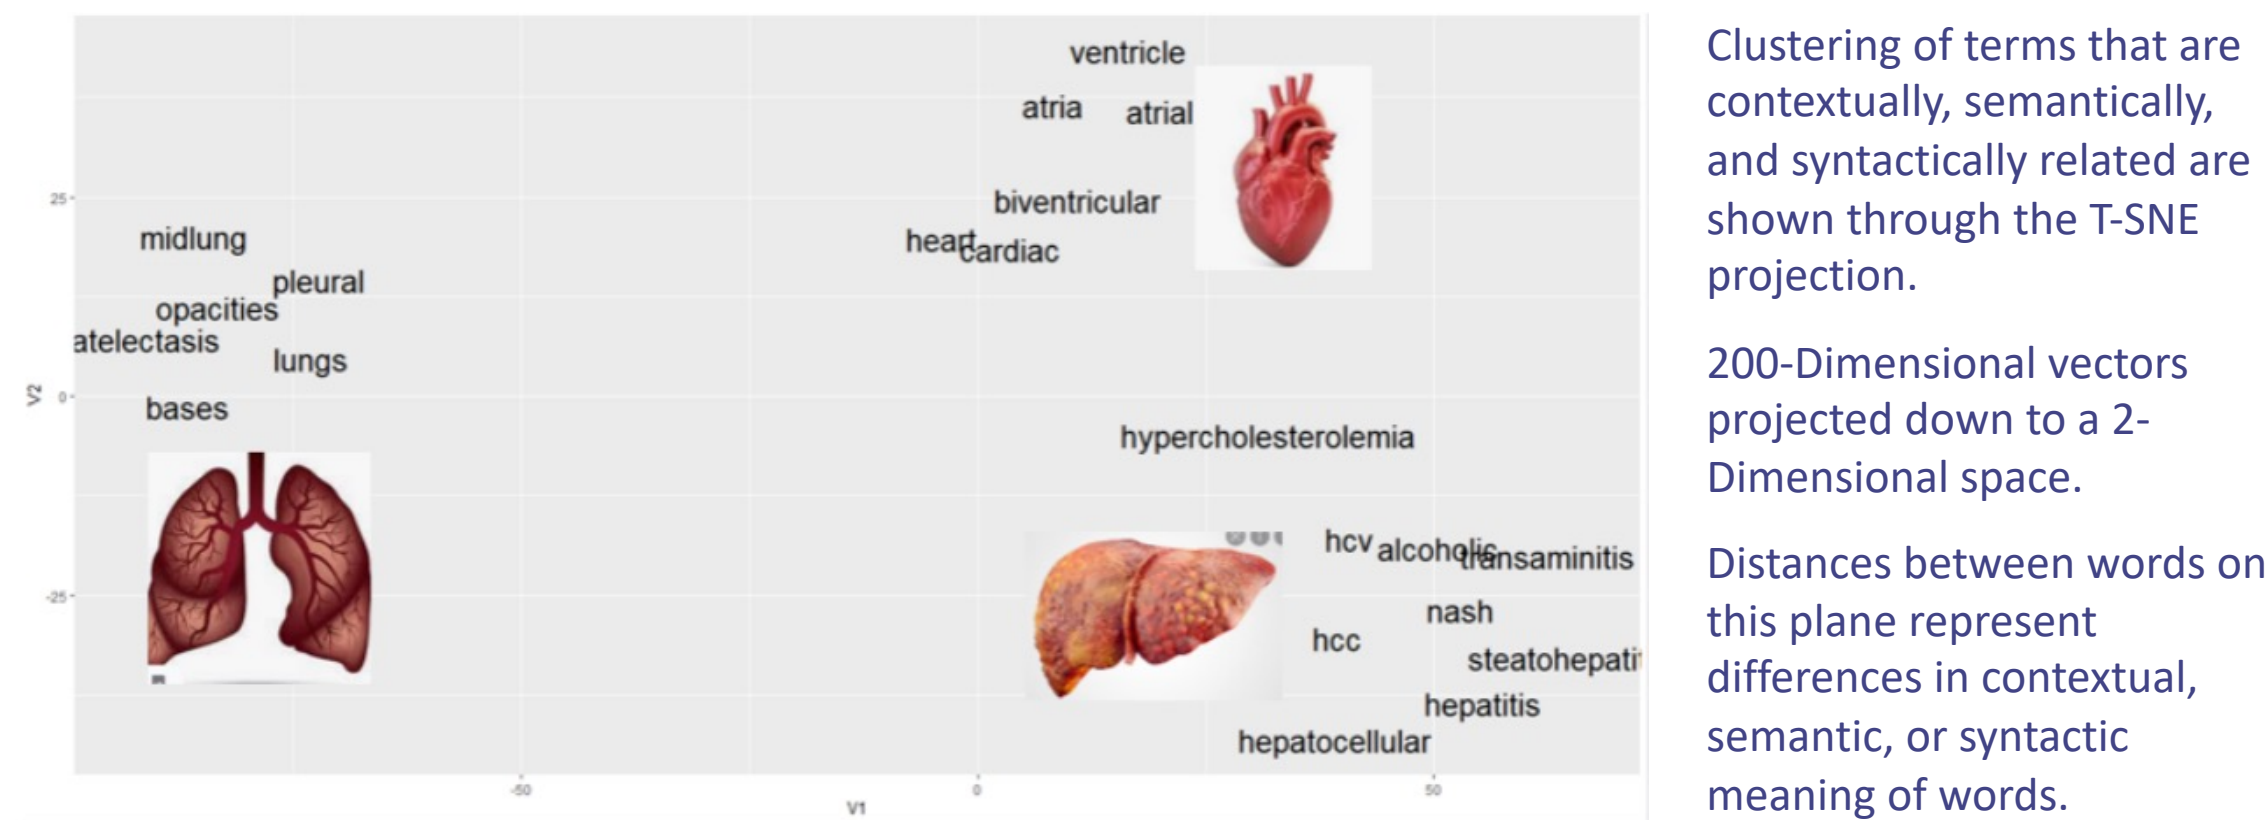 ventricle
atria
atrial
25
biventricular
midlung
heart
cardiac
pleural
opacities
atelectasis
lungs
V2
0
bases
hypercholesterolemia
hcv
alcoholic
transaminitis
-25
nash
hcc
steatohepatit
hepatitis
hepatocellular
-50
0
50
V1
Clustering of terms that are
contextually, semantically,
and syntactically related are
shown through the T-SNE
projection.
200-Dimensional vectors
projected down to a 2-
Dimensional space.
Distances between words on
this plane represent
differences in contextual,
semantic, or syntactic
meaning of words.